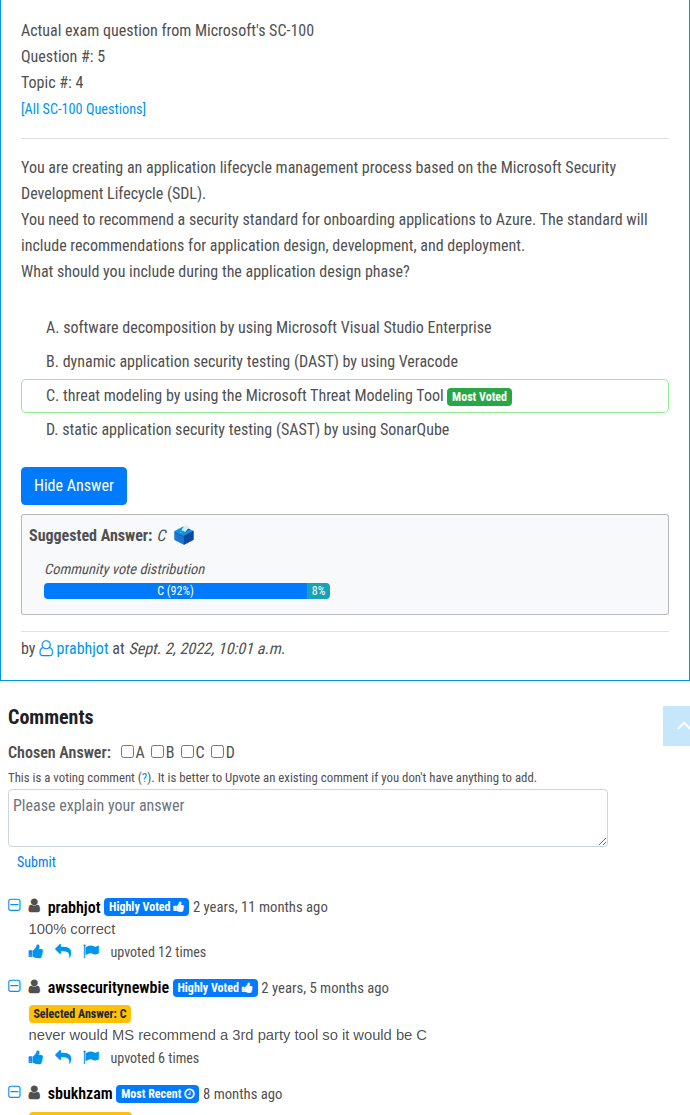 Actual exam question from Microsoft's SC-100
Question #: 5
Topic #: 4
[All SC-100 Questions]
You are creating an application lifecycle management process based on the Microsoft Security
Development Lifecycle (SDL).
You need to recommend a security standard for onboarding applications to Azure. The standard will
include recommendations for application design, development, and deployment.
What should you include during the application design phase?
A. software decomposition by using Microsoft Visual Studio Enterprise
B. dynamic application security testing (DAST) by using Veracode
C. threat modeling by using the Microsoft Threat Modeling Tool Most Voted
D. static application security testing (SAST) by using SonarQube
Hide Answer
Suggested Answer: C
Community vote distribution
C (92%) 8%
by prabhjot at Sept. 2, 2022, 10:01 a.m.
Comments
Chosen Answer: A B C D
This is a voting comment (?). It is better to Upvote an existing comment if you don't have anything to add.
Please explain your answer
Submit
prabhjot Highly Voted 2 years, 11 months ago
100% correct
upvoted 12 times
awssecuritynewbie Highly Voted 2 years, 5 months ago
Selected Answer: C
never would MS recommend a 3rd party tool so it would be C
upvoted 6 times
sbukhzam Most Recent 8 months ago